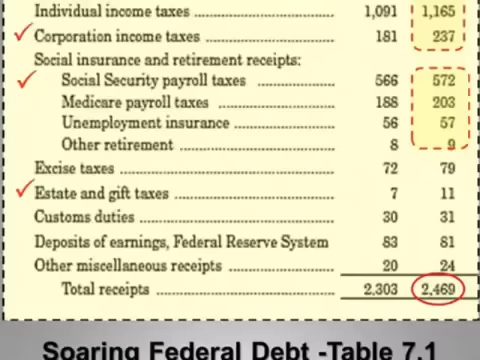 Individual income taxes ........................ 1,091 1,165
Corporation income taxes ........................ 181 237
Social insurance and retirement receipts:
Social Security payroll taxes ........................ 566 572
Medicare payroll taxes ........................ 188 203
Unemployment insurance ........................ 56 57
Other retirement ........................ 8 9
Excise taxes ........................ 72 79
Estate and gift taxes ........................ 7 11
Customs duties ........................ 30 31
Deposits of earnings, Federal Reserve System 83 81
Other miscellaneous receipts ........................ 20 24
Total receipts ........................ 2,303 2,469
Soaring Federal Debt -Table 7.1